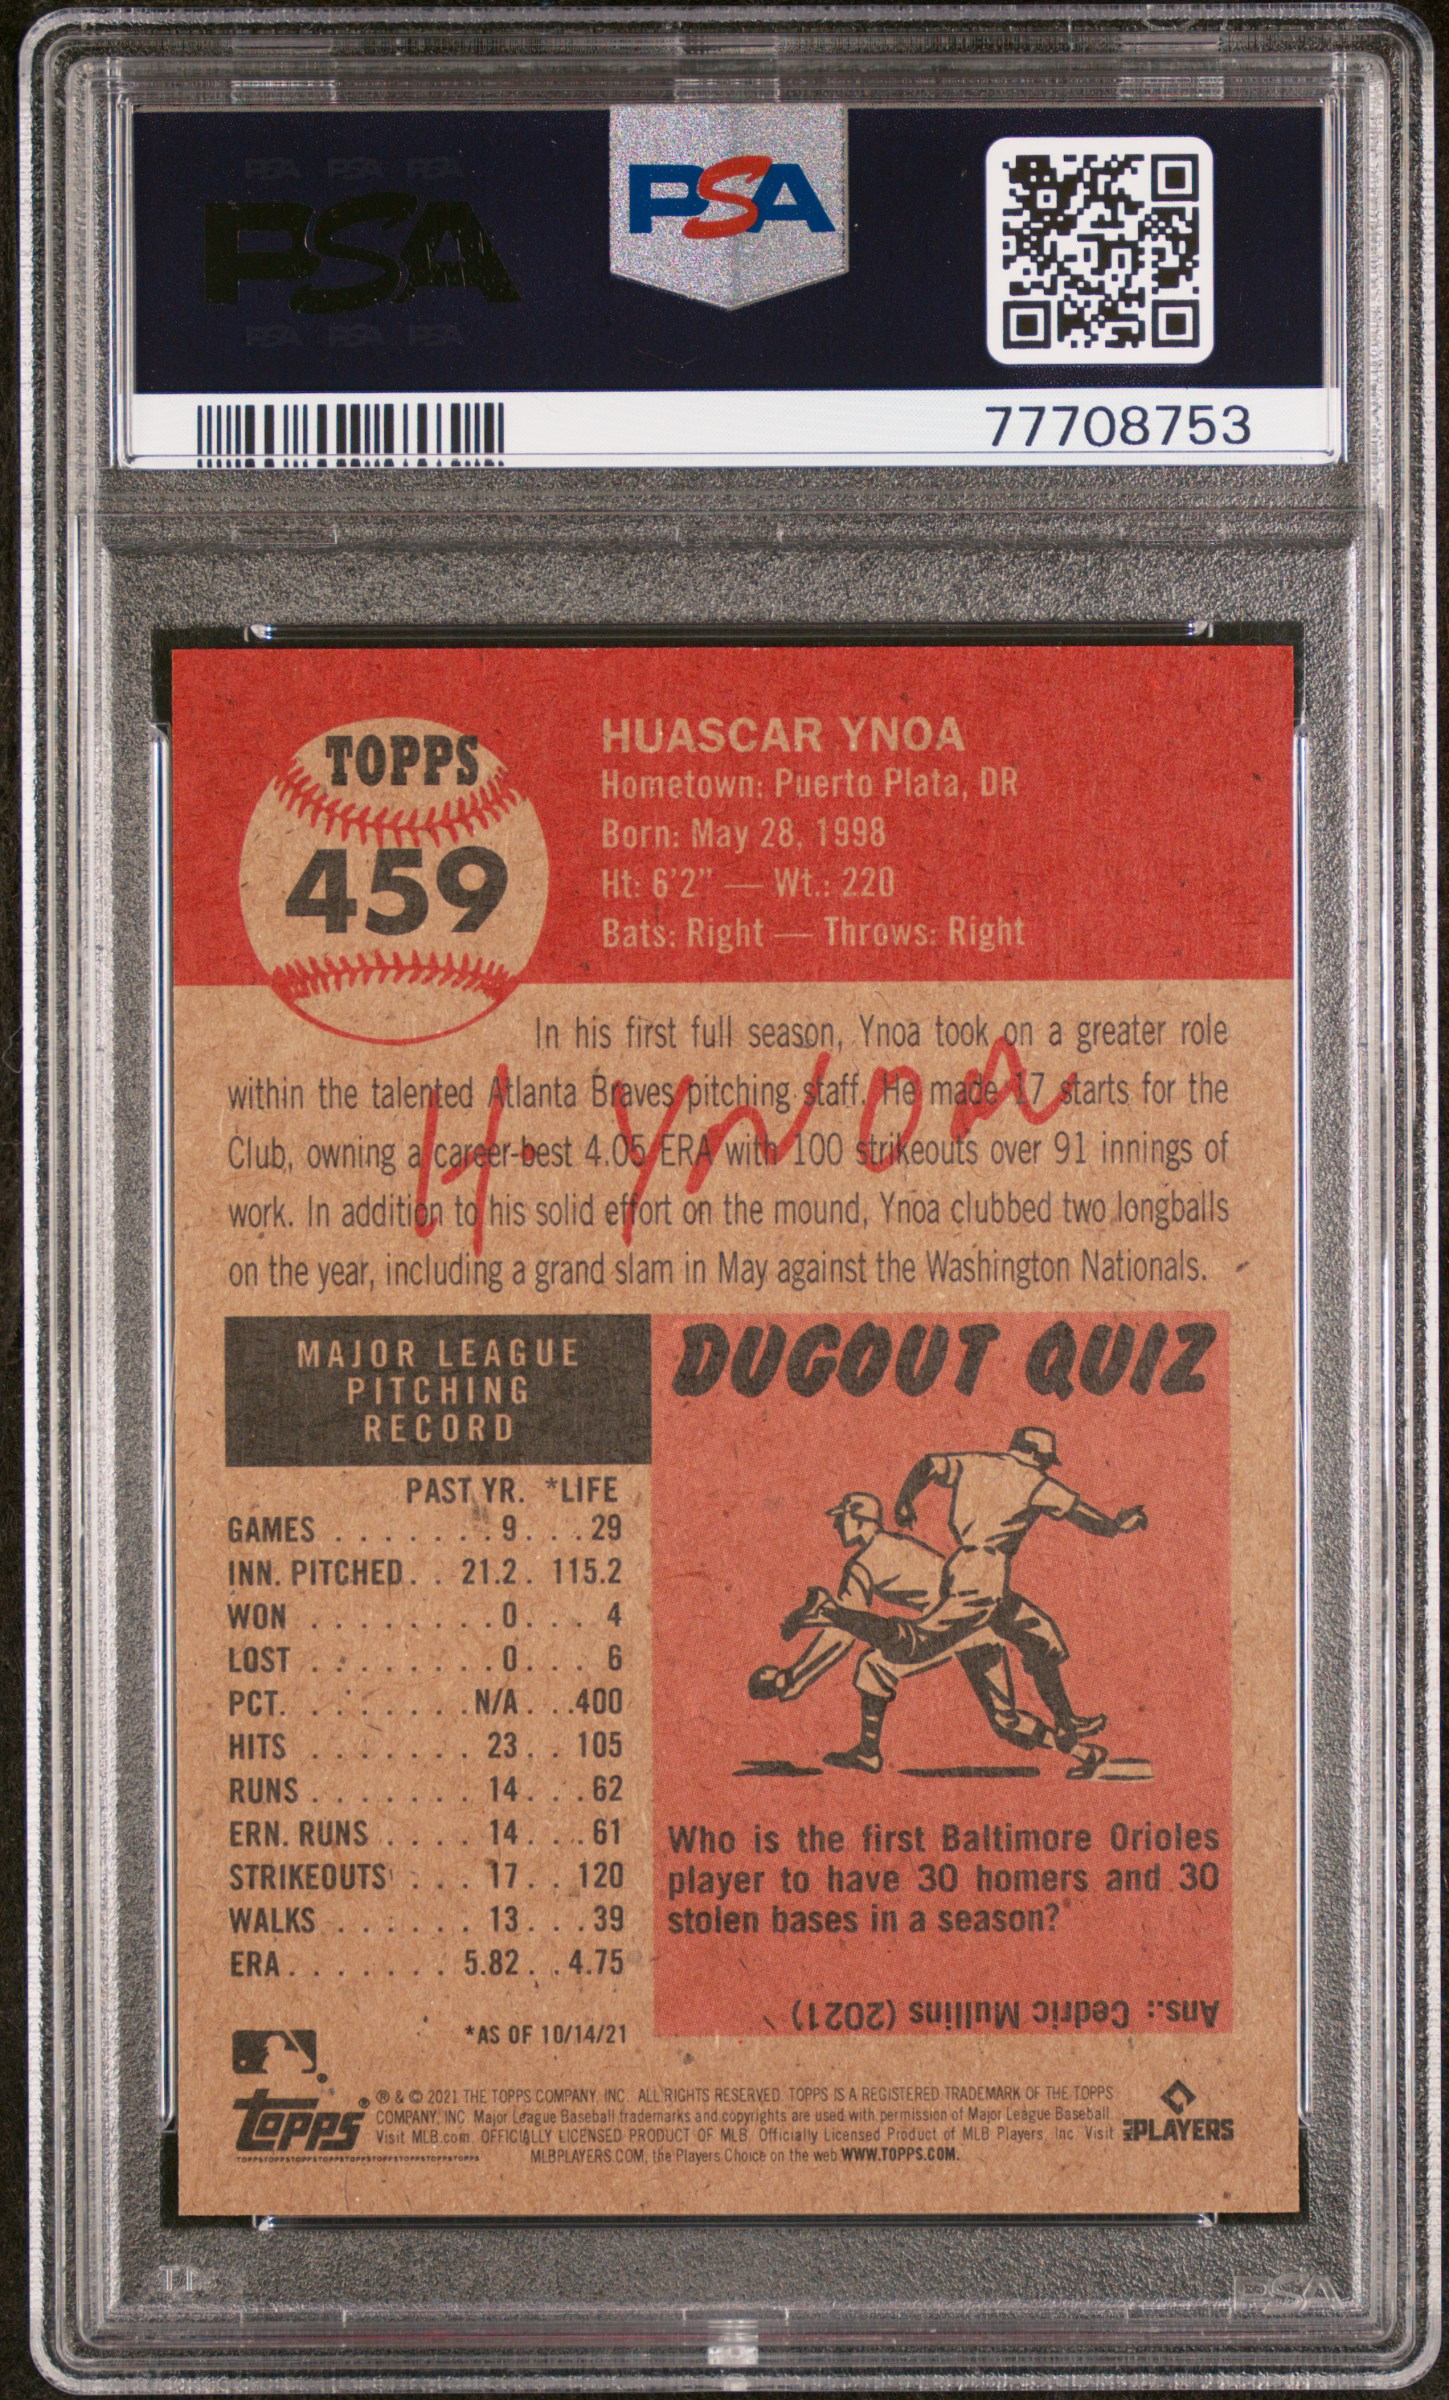 PSA PSA PSA
PSA
PSA PSA PSA
PSA
77708753
TOPPS
459
HUASCAR YNOA
Hometown: Puerto Plata, DR
Born: May 28, 1998
Ht: 6'2" — Wt.: 220
Bats: Right — Throws: Right
In his first full season, Ynoa took on a greater role
within the talented Atlanta Braves pitching staff. He made 17 starts for the
Club, owning a career-best 4.05 ERA with 100 strikeouts over 91 innings of
work. In addition to his solid effort on the mound, Ynoa clubbed two longballs
on the year, including a grand slam in May against the Washington Nationals.
H YNOA
MAJOR LEAGUE
PITCHING
RECORD
PAST YR. *LIFE
GAMES . . . . . . . 9. . . 29
INN. PITCHED. . 21.2. 115.2
WON . . . . . . . . 0. . . 4
LOST . . . . . . . . 0. . . 6
PCT. . . . . . . . N/A. . .400
HITS . . . . . . . 23. . 105
RUNS . . . . . . . 14. . . 62
ERN. RUNS . . . . 14. . . 61
STRIKEOUTS . . . 17. . 120
WALKS . . . . . . 13. . . 39
ERA. . . . . . . 5.82. . 4.75
*AS OF 10/14/21
DUGOUT QUIZ
Who is the first Baltimore Orioles
player to have 30 homers and 30
stolen bases in a season?
Ans.: Cedric Mullins (2021)
TOPPS
® & © 2021 THE TOPPS COMPANY, INC. ALL RIGHTS RESERVED. TOPPS IS A REGISTERED TRADEMARK OF THE TOPPS
COMPANY, INC. Major League Baseball trademarks and copyrights are used with permission of Major League Baseball.
Visit MLB.com. OFFICIALLY LICENSED PRODUCT OF MLB. Officially Licensed Product of MLB Players, Inc. Visit
MLBPLAYERS.COM, the Players Choice on the web WWW.TOPPS.COM.
MLB PLAYERS
TOPPSTOPPSTOPPSTOPPSTOPPSTOPPSTOPPSTOPPSTOPPS
PSA